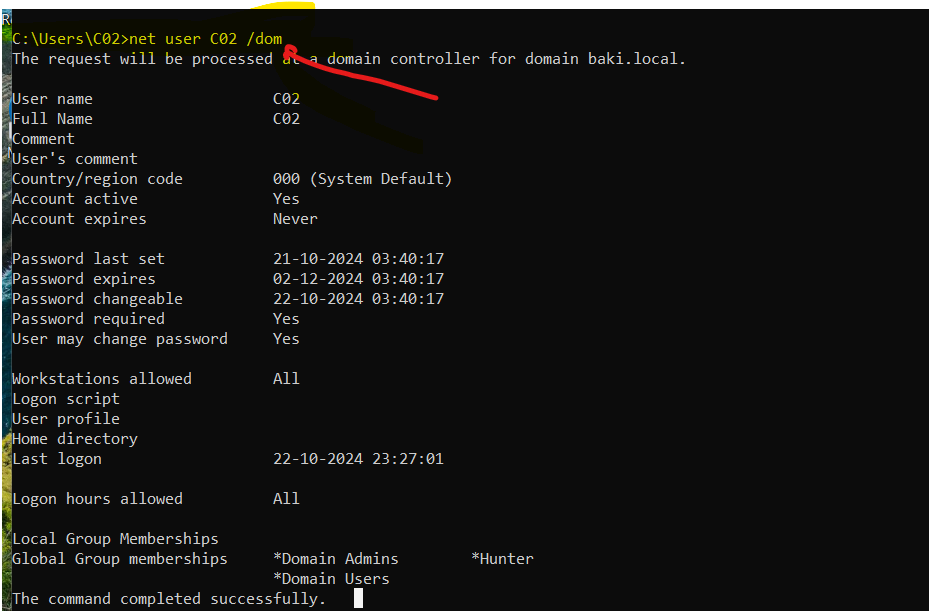 C:\Users\C02>net user C02 /dom
The request will be processed at a domain controller for domain baki.local.
User name C02
Full Name C02
Comment
User's comment
Country/region code 000 (System Default)
Account active Yes
Account expires Never
Password last set 21-10-2024 03:40:17
Password expires 02-12-2024 03:40:17
Password changeable 22-10-2024 03:40:17
Password required Yes
User may change password Yes
Workstations allowed All
Logon script
User profile
Home directory
Last logon 22-10-2024 23:27:01
Logon hours allowed All
Local Group Memberships
Global Group memberships *Domain Admins *Hunter
*Domain Users
The command completed successfully.